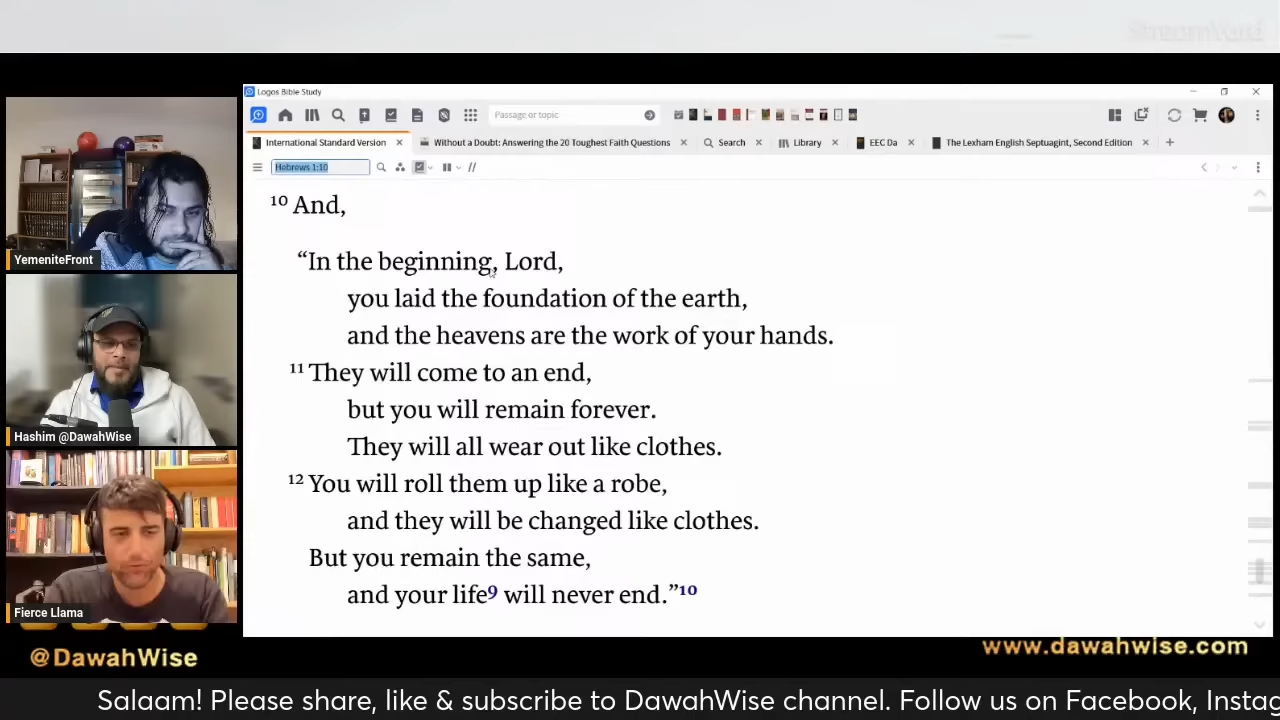 StreamYard
Logos Bible Study
Passage or topic
International Standard Version
Without a Doubt: Answering the 20 Toughest Faith Questions
Search
Library
EEC Da
The Lexham English Septuagint, Second Edition
Hebrews 1:10
10 And,
“In the beginning, Lord,
you laid the foundation of the earth,
and the heavens are the work of your hands.
11 They will come to an end,
but you will remain forever.
They will all wear out like clothes.
12 You will roll them up like a robe,
and they will be changed like clothes.
But you remain the same,
and your life9 will never end.”10
YemeniteFront
Hashim @DawahWise
Fierce Llama
@DawahWise
www.dawahwise.com
Salaam! Please share, like & subscribe to DawahWise channel. Follow us on Facebook, Instag